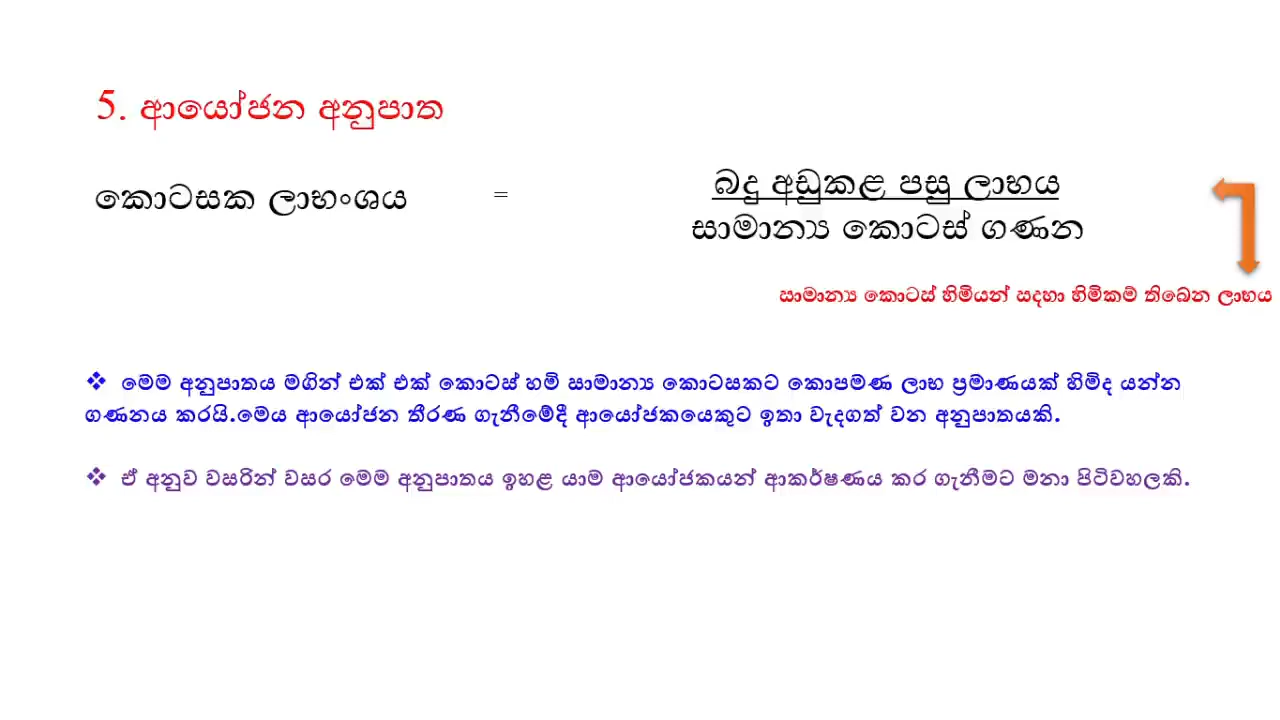 5. ආයෝජන අනුපාත
කොටසක ලාභංශය = බදු අඩුකළ පසු ලාභය
සාමාන්‍ය කොටස් ගණන
සාමාන්‍ය කොටස් හිමියන් සදහා හිමිකම් තිබෙන ලාභය
❖ මෙම අනුපාතය මගින් එක් එක් කොටස් හමි සාමාන්‍ය කොටසකට කොපමණ ලාභ ප්‍රමාණයක් හිමිද යන්න
ගණනය කරයි.මෙය ආයෝජන තීරණ ගැනීමේදී ආයෝජකයෙකුට ඉතා වැදගත් වන අනුපාතයකි.
❖ ඒ අනුව වසරින් වසර මෙම අනුපාතය ඉහළ යාම ආයෝජකයන් ආකර්ෂණය කර ගැනීමට මනා පිටිවහලකි.